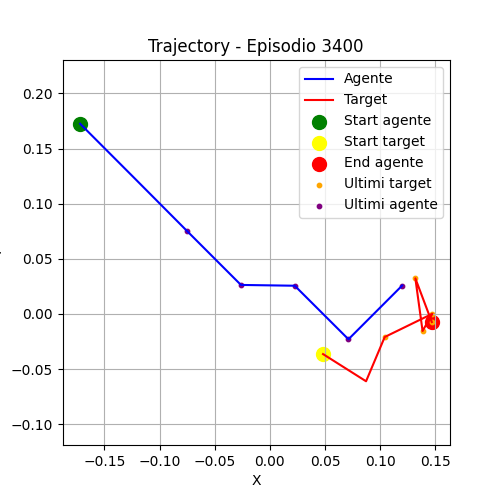 Trajectory - Episodio 3400
Agente
Target
Start agente
Start target
End agente
Ultimi target
Ultimi agente
0.20
0.15
0.10
0.05
0.00
−0.05
−0.10
−0.15
−0.10
−0.05
0.00
0.05
0.10
0.15
X